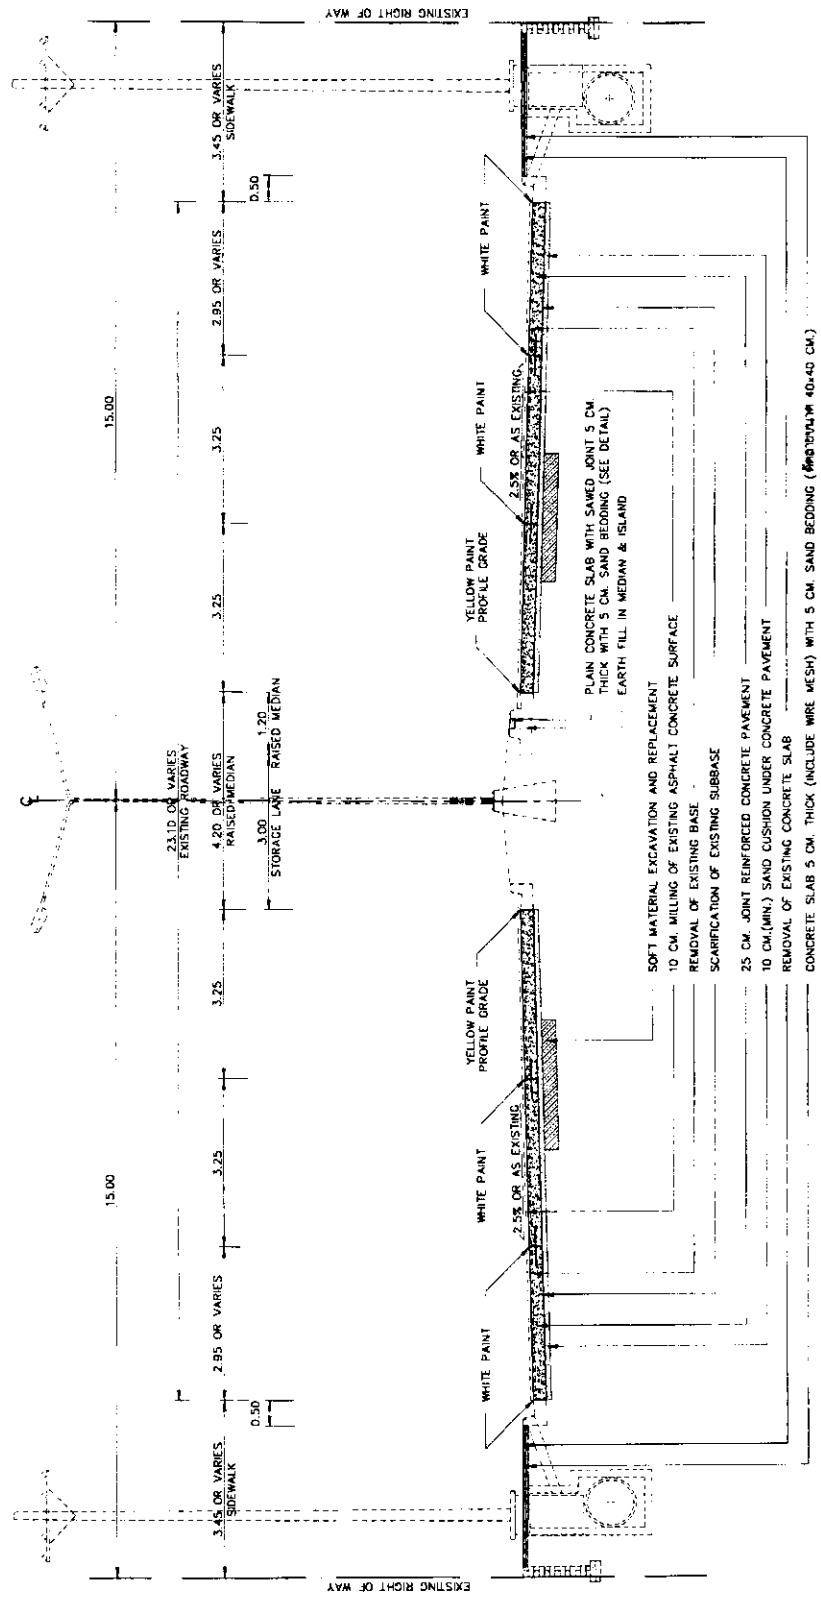 EXISTING RIGHT OF WAY
EXISTING RIGHT OF WAY
15.00
15.00
23.10 OR VARIES
EXISTING ROADWAY
3.45 OR VARIES
SIDEWALK
2.95 OR VARIES
3.25
3.25
4.20 OR VARIES
RAISED MEDIAN
3.25
3.25
2.95 OR VARIES
3.45 OR VARIES
SIDEWALK
0.50
3.00
STORAGE LANE
1.20
RAISED MEDIAN
0.50
WHITE PAINT
WHITE PAINT
YELLOW PAINT
PROFILE GRADE
YELLOW PAINT
PROFILE GRADE
WHITE PAINT
WHITE PAINT
2.5% OR AS EXISTING
2.5% OR AS EXISTING
PLAIN CONCRETE SLAB WITH SAWED JOINT 5 CM.
THICK WITH 5 CM. SAND BEDDING (SEE DETAIL)
EARTH FILL IN MEDIAN & ISLAND
SOFT MATERIAL EXCAVATION AND REPLACEMENT
10 CM. MILLING OF EXISTING ASPHALT CONCRETE SURFACE
REMOVAL OF EXISTING BASE
SCARIFICATION OF EXISTING SUBBASE
25 CM. JOINT REINFORCED CONCRETE PAVEMENT
10 CM.(MIN.) SAND CUSHION UNDER CONCRETE PAVEMENT
REMOVAL OF EXISTING CONCRETE SLAB
CONCRETE SLAB 5 CM. THICK (INCLUDE WIRE MESH) WITH 5 CM. SAND BEDDING ( 40x40 CM.)